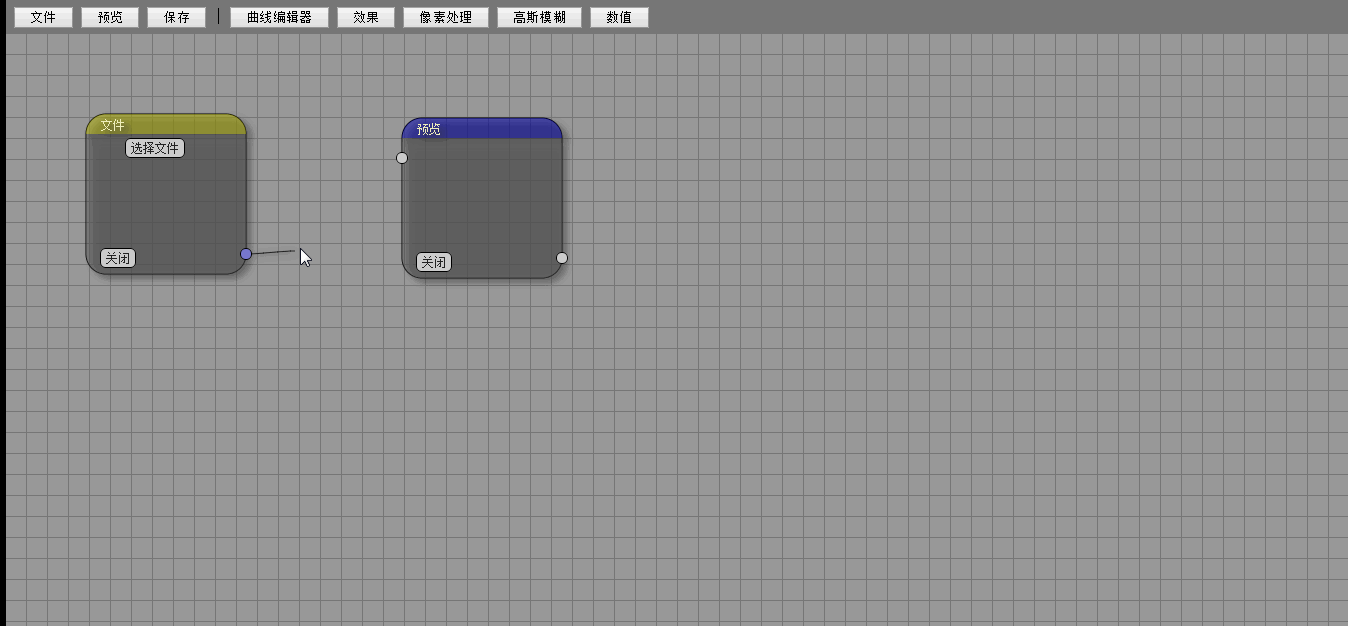 文件 预览 保存 曲线编辑器 效果 像素处理 高斯模糊 数值
文件
选择文件
关闭
预览
关闭